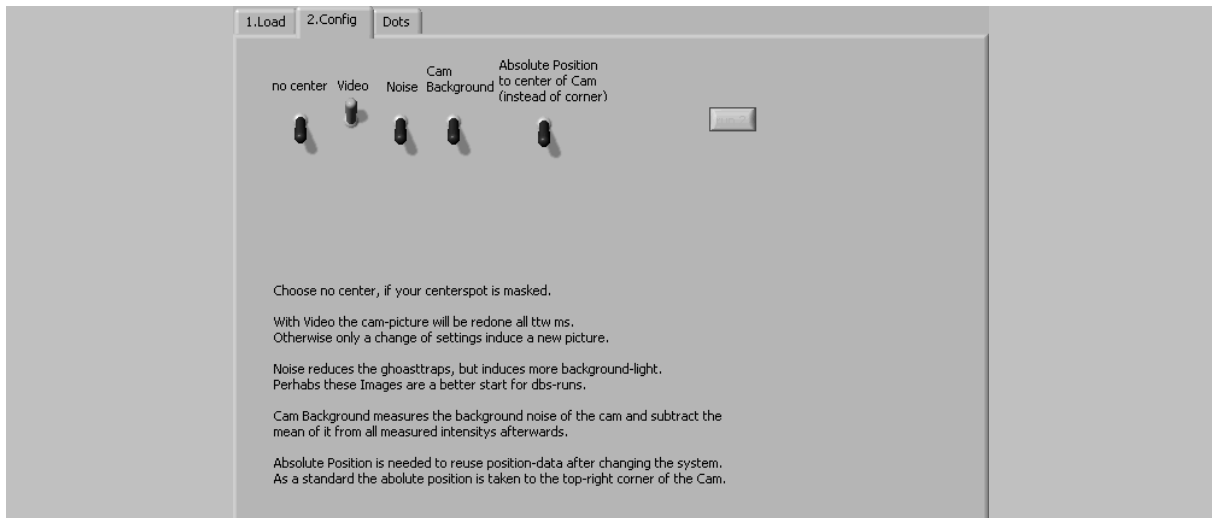 1.Load 2.Config Dots
no center Video Noise Cam Background Absolute Position to center of Cam (instead of corner)
Choose no center, if your centerspot is masked.
With Video the cam-picture will be redone all ttw ms.
Otherwise only a change of settings induce a new picture.
Noise reduces the ghoasttraps, but induces more background-light.
Perhabs these Images are a better start for dbs-runs.
Cam Background measures the background noise of the cam and subtract the
mean of it from all measured intensitys afterwards.
Absolute Position is needed to reuse position-data after changing the system.
As a standard the abolute position is taken to the top-right corner of the Cam.